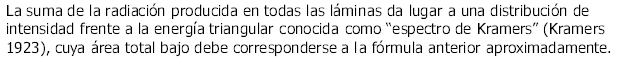 La suma de la radiación producida en todas las láminas da lugar a una distribución de
intensidad frente a la energía triangular conocida como “espectro de Kramers” (Kramers
1923), cuya área total bajo debe corresponderse a la fórmula anterior aproximadamente.